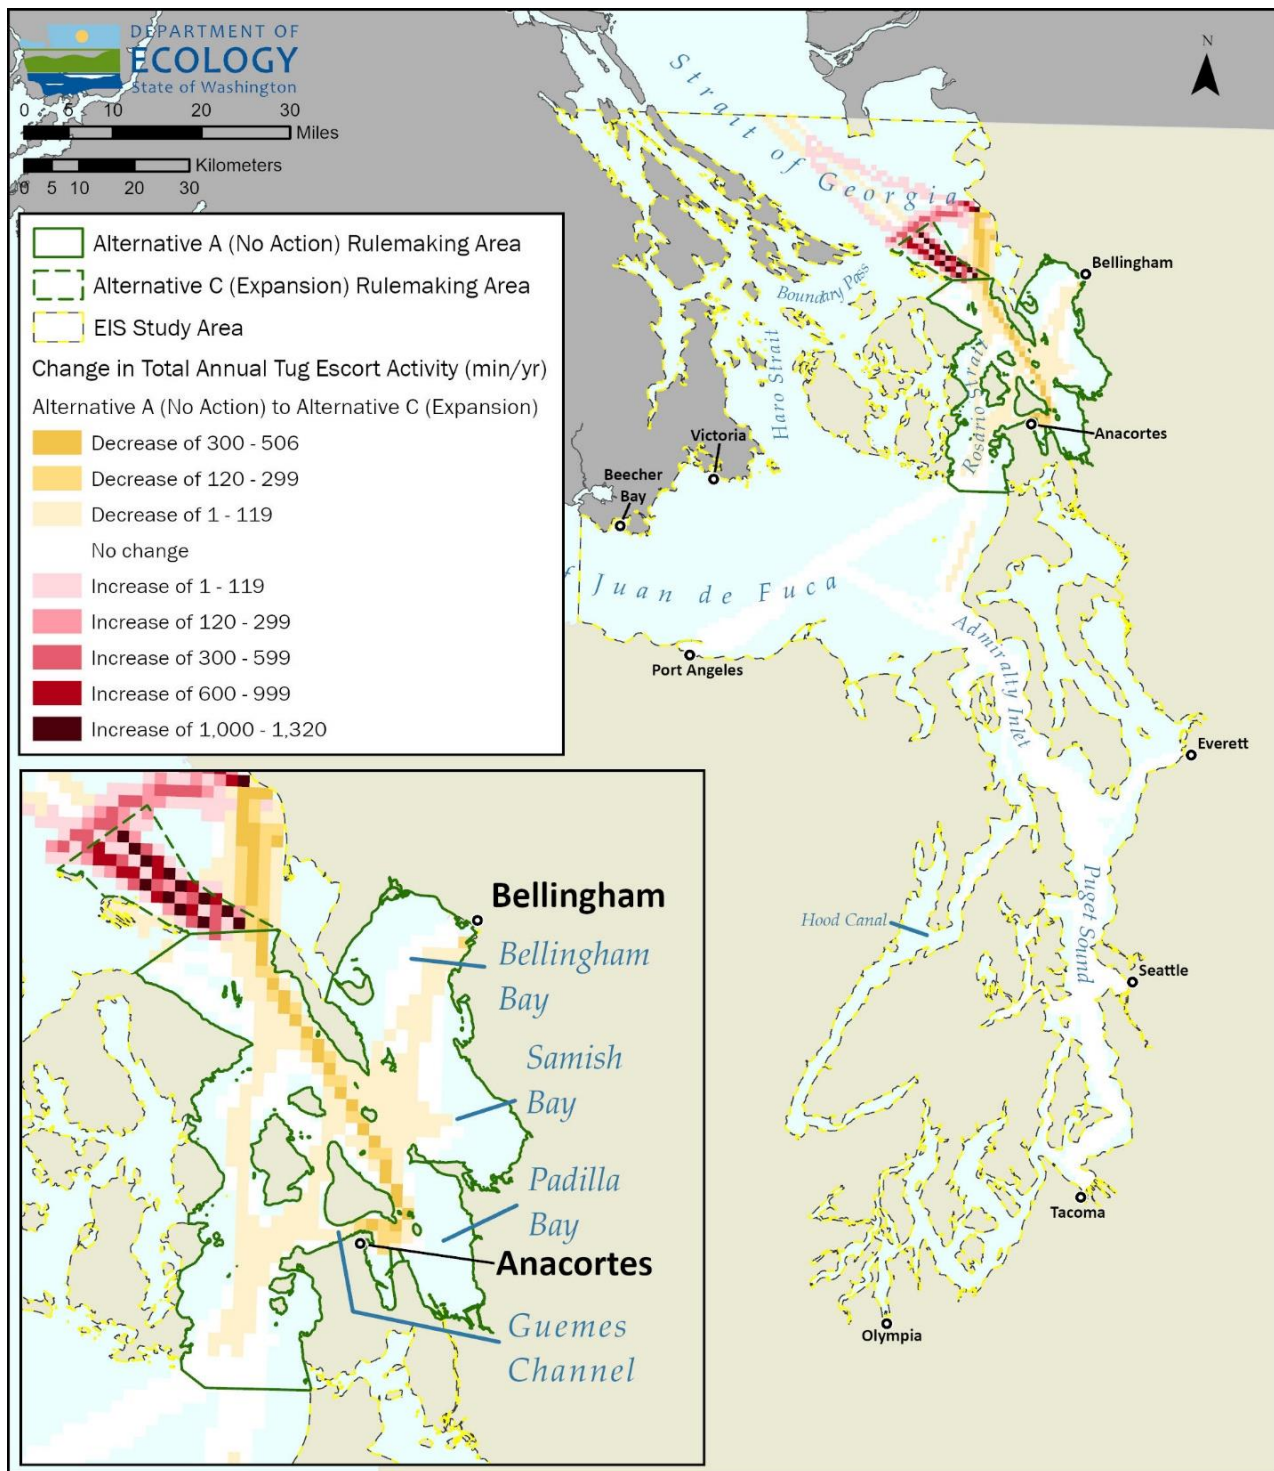 DEPARTMENT OF
ECOLOGY
State of Washington
0 5 10 20 30
Miles
Kilometers
0 5 10 20 30
N
Alternative A (No Action) Rulemaking Area
Alternative C (Expansion) Rulemaking Area
EIS Study Area
Change in Total Annual Tug Escort Activity (min/yr)
Alternative A (No Action) to Alternative C (Expansion)
Decrease of 300 - 506
Decrease of 120 - 299
Decrease of 1 - 119
No change
Increase of 1 - 119
Increase of 120 - 299
Increase of 300 - 599
Increase of 600 - 999
Increase of 1,000 - 1,320
Strait of Georgia
Bellingham
Boundary Pass
Haro Strait
Rosario Strait
Anacortes
Victoria
Beecher
Bay
f Juan de Fuca
Port Angeles
Admiralty Inlet
Everett
Hood Canal
Puget Sound
Seattle
Tacoma
Olympia
Bellingham
Bellingham
Bay
Samish
Bay
Padilla
Bay
Anacortes
Guemes
Channel